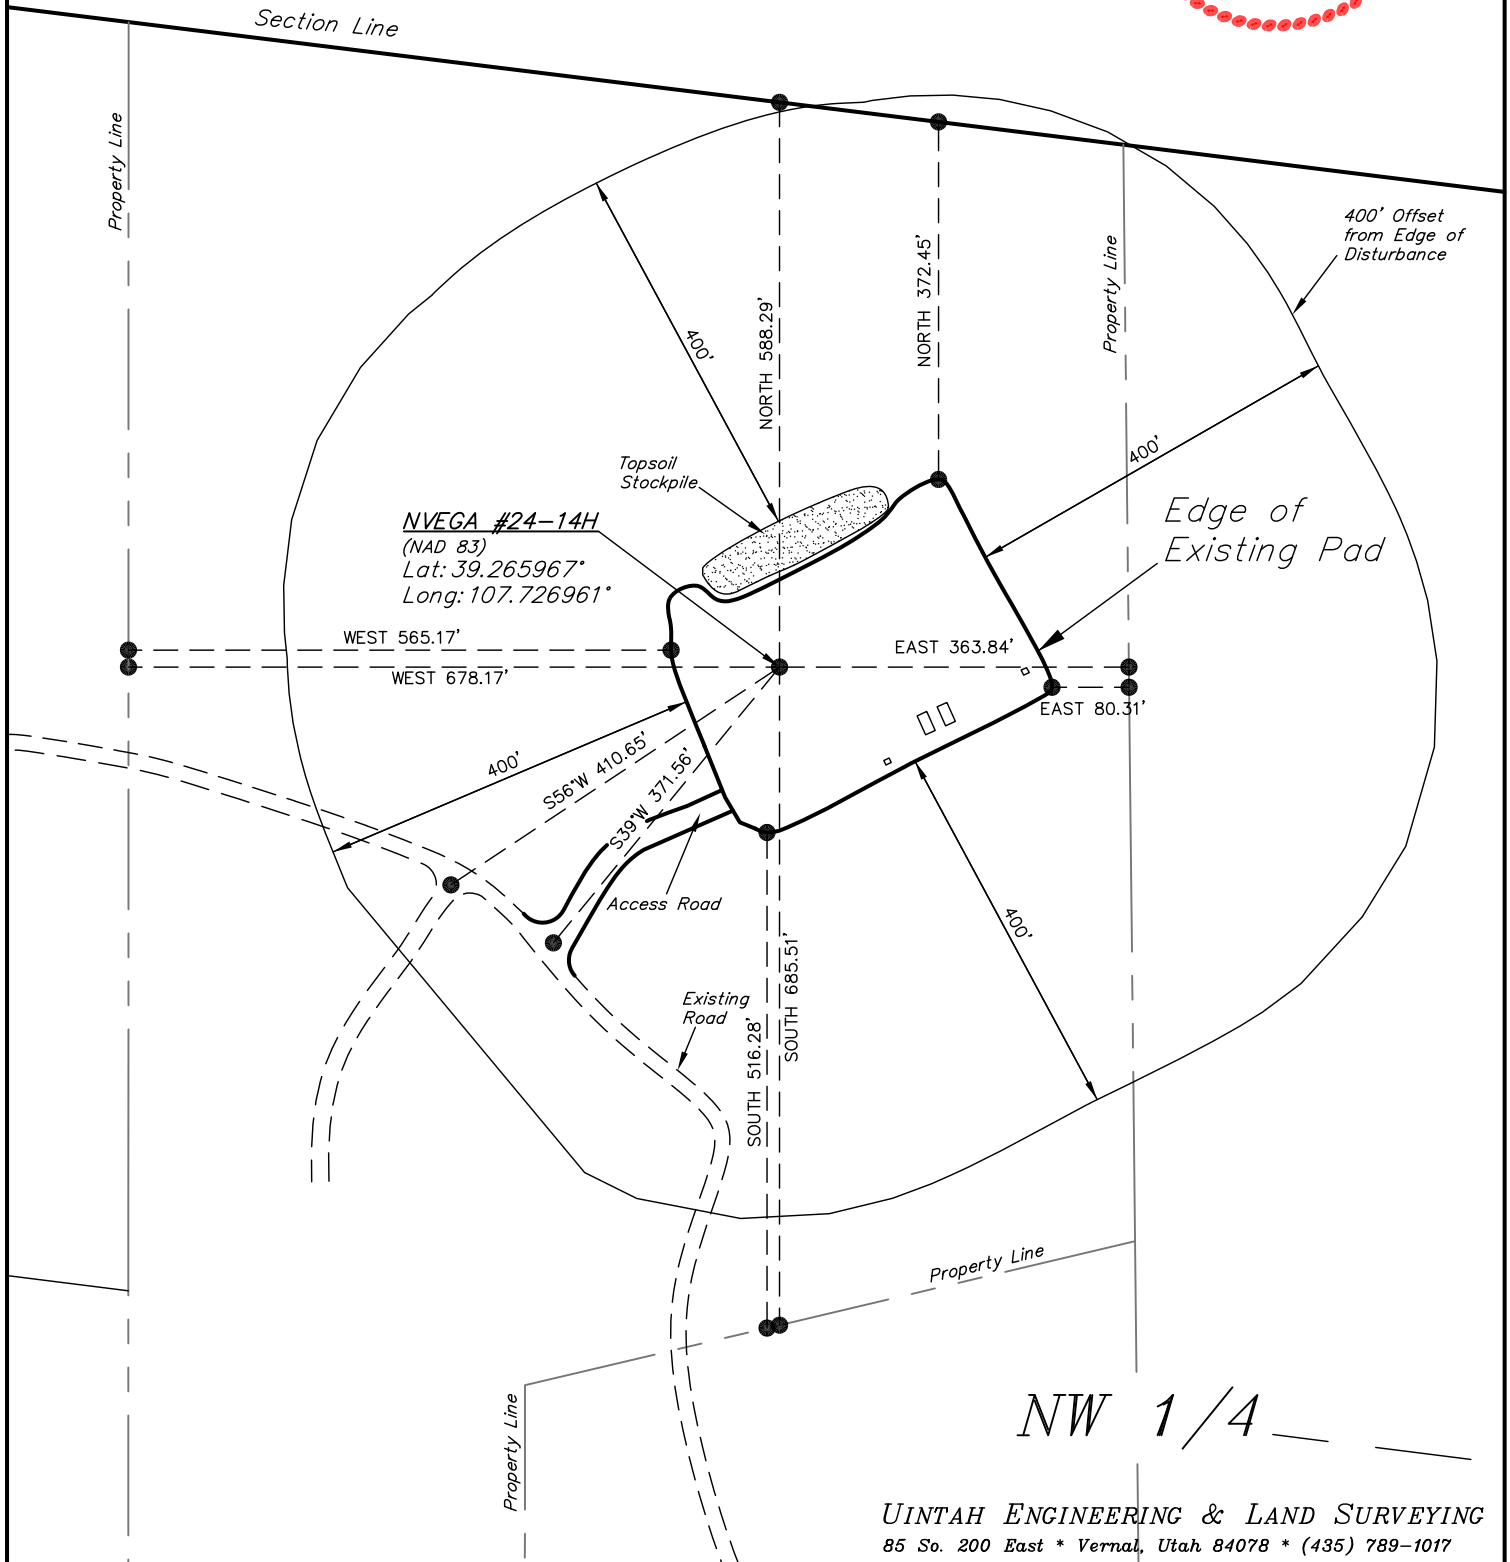 Section Line
Property Line
400' Offset
from Edge of
Disturbance
Property Line
NORTH 372.45'
NORTH 588.29'
400'
400'
Topsoil
Stockpile
Edge of
Existing Pad
NVEGA #24-14H
(NAD 83)
Lat: 39.265967°
Long: 107.726961°
WEST 565.17'
EAST 363.84'
WEST 678.17'
EAST 80.31'
400'
S56°W 410.65'
S39°W 371.56'
Access Road
400'
SOUTH 685.51'
Existing
Road
SOUTH 516.28'
Property Line
Property Line
NW 1/4
UINTAH ENGINEERING & LAND SURVEYING
85 So. 200 East * Vernal, Utah 84078 * (435) 789-1017